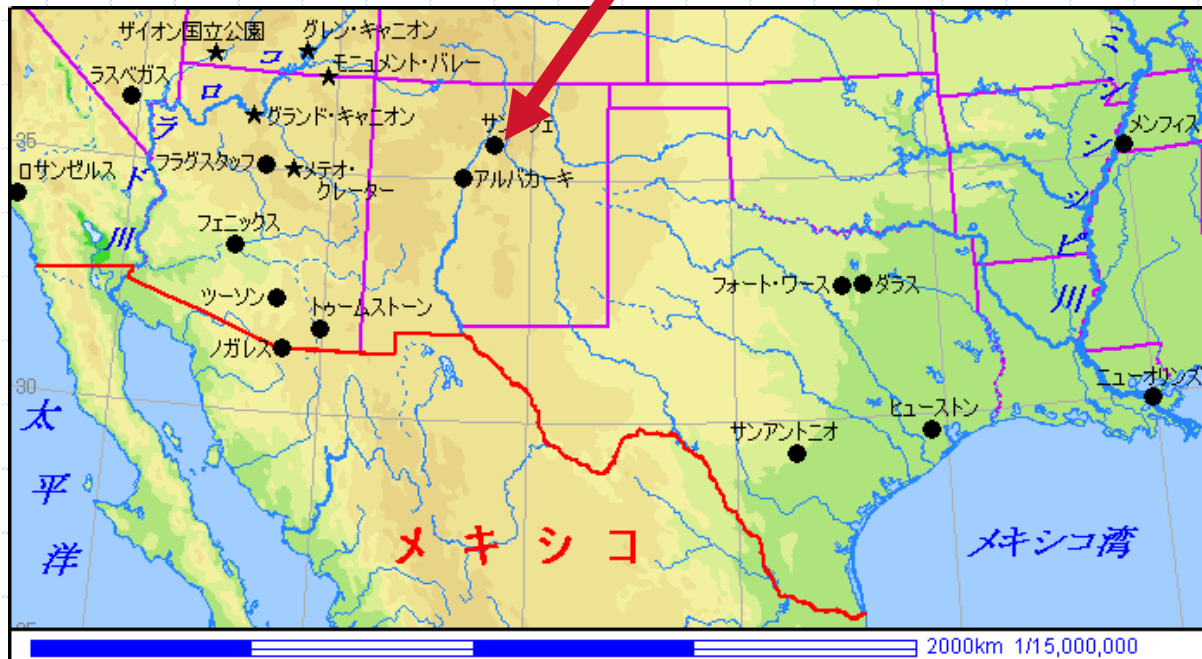 ザイオン国立公園
グレン・キャニオン
モニュメント・バレー
ラスベガス
グランド・キャニオン
コロラド川
35
ロサンゼルス
フラグスタッフ
メテオ・
クレーター
アルバカーキ
メンフィス
ミシシッピ川
フェニックス
ツーソン
トゥームストーン
ノガレス
フォート・ワース
ダラス
30
太平洋
ニューオリンズ
ヒューストン
サンアントニオ
メキシコ
メキシコ湾
2000km 1/15,000,000